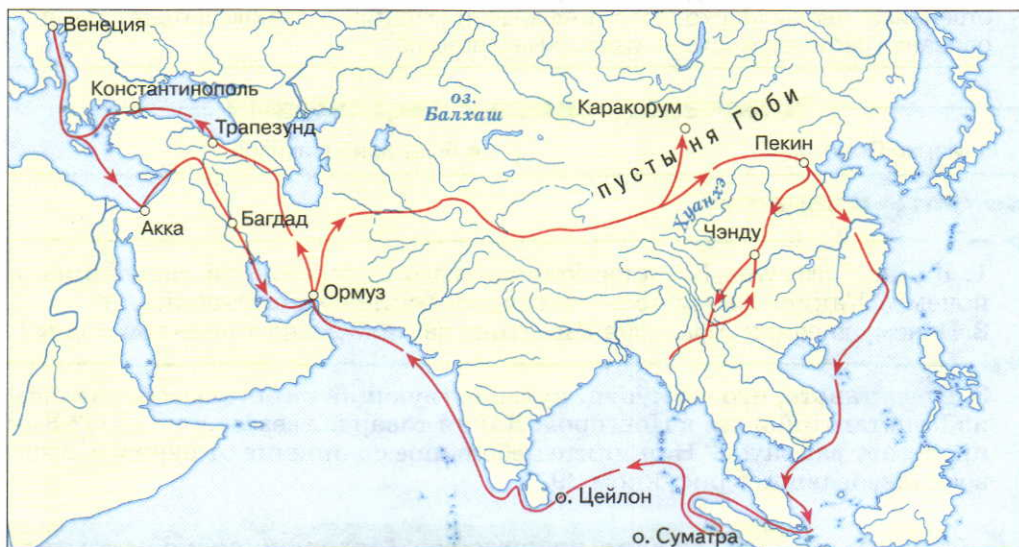 Венеция
Константинополь
Трапезунд
оз.
Балхаш
Каракорум
пустыня Гоби
Пекин
Хуанхэ
Чэнду
Акка
Багдад
Ормуз
о. Цейлон
о. Суматра